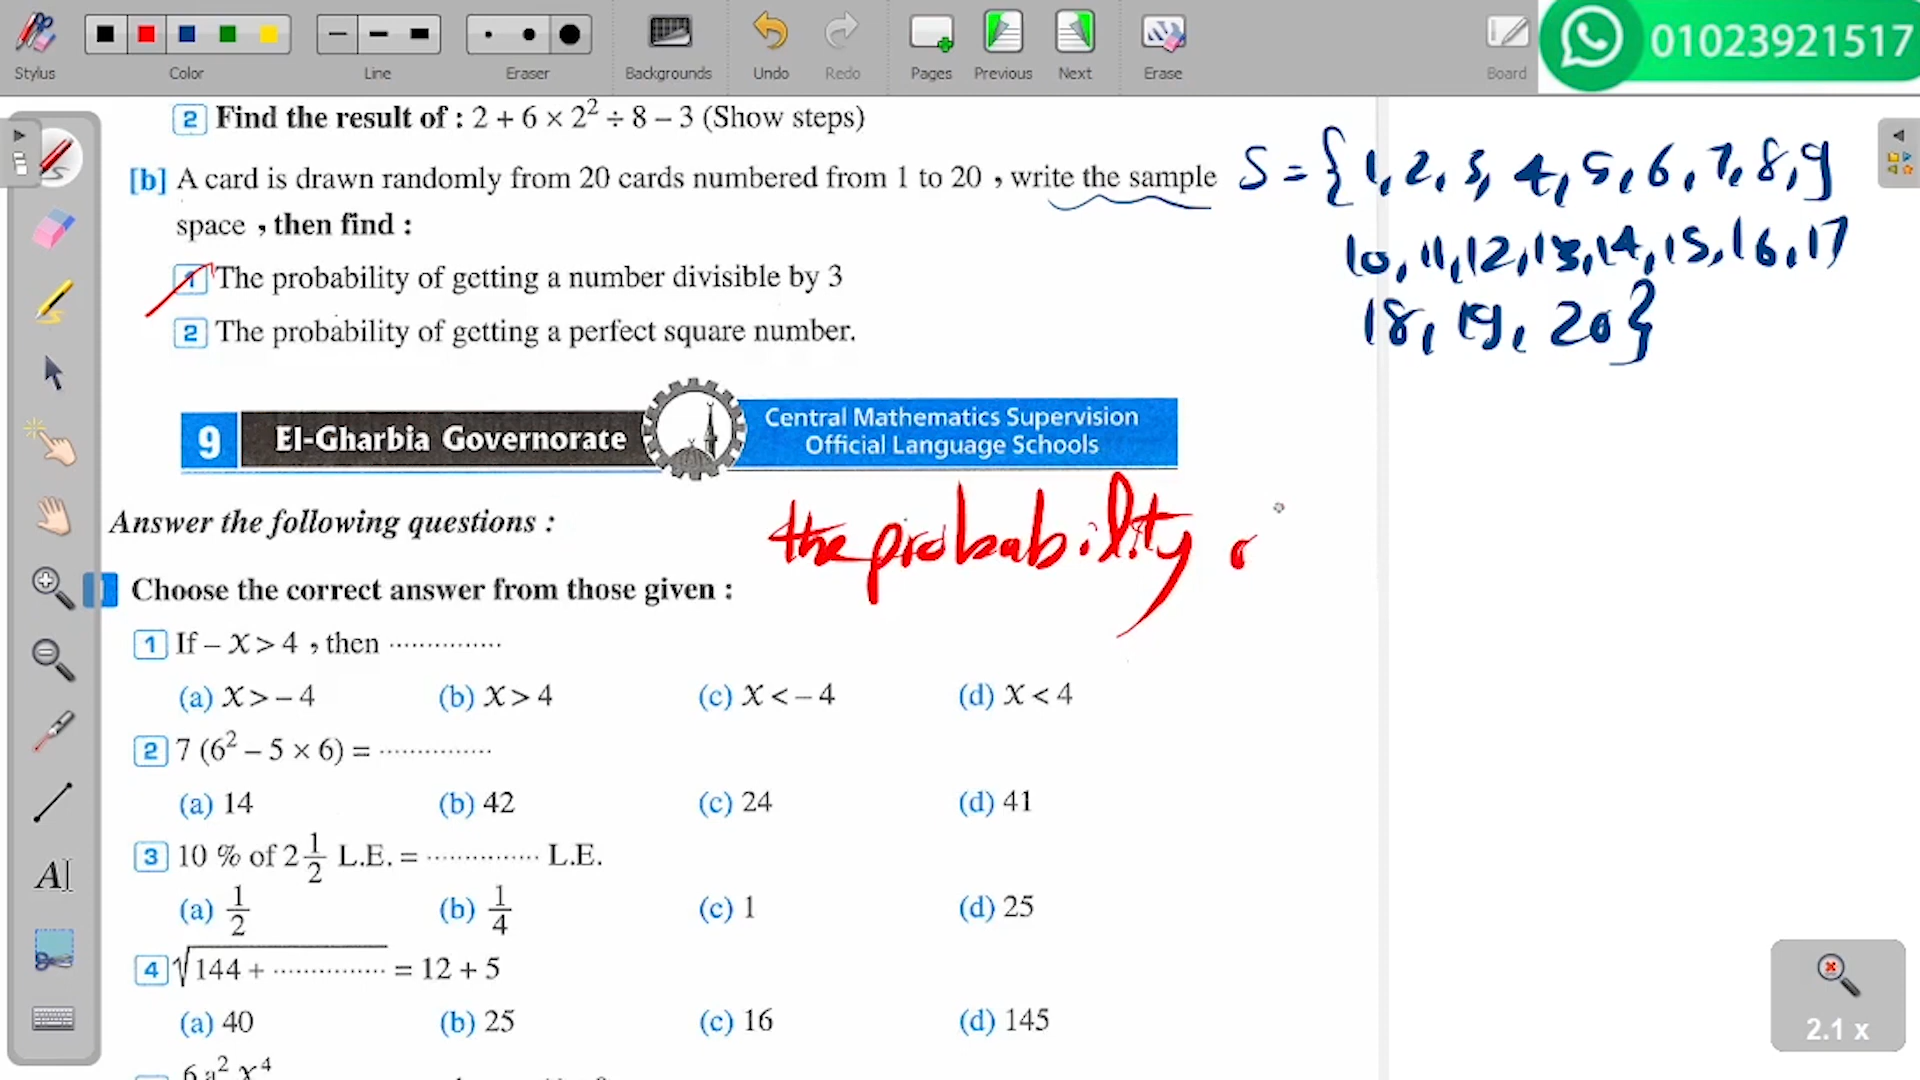 Stylus
Color
Line
Eraser
Backgrounds
Undo
Redo
Pages
Previous
Next
Erase
Board
01023921517
2 Find the result of : 2 + 6 × 2² ÷ 8 – 3 (Show steps)
[b] A card is drawn randomly from 20 cards numbered from 1 to 20 , write the sample
space , then find :
1 The probability of getting a number divisible by 3
2 The probability of getting a perfect square number.
S = {1, 2, 3, 4, 5, 6, 7, 8, 9
10, 11, 12, 13, 14, 15, 16, 17
18, 19, 20}
9 El-Gharbia Governorate
Central Mathematics Supervision
Official Language Schools
the probability o
Answer the following questions :
1 Choose the correct answer from those given :
1 If – X > 4 , then ..............
(a) X > – 4 (b) X > 4 (c) X < – 4 (d) X < 4
2 7 (6² – 5 × 6) = ..............
(a) 14 (b) 42 (c) 24 (d) 41
3 10 % of 2 1/2 L.E. = .............. L.E.
(a) 1/2 (b) 1/4 (c) 1 (d) 25
4 √144 + .............. = 12 + 5
(a) 40 (b) 25 (c) 16 (d) 145
6 a² X⁴
A
2.1 x